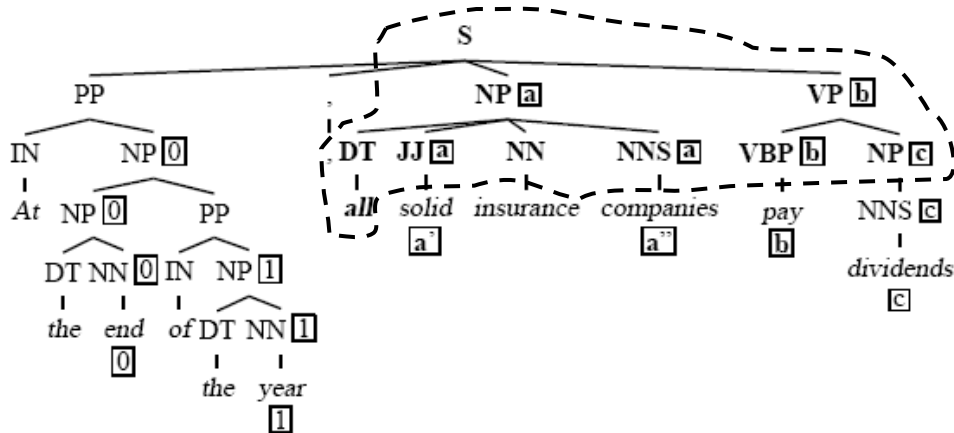 S
PP , NP a VP b
IN NP 0 , DT JJ a NN NNS a VBP b NP c
At NP 0 PP all solid insurance companies pay NNS c
a' a" b
DT NN 0 IN NP 1 dividends
c
the end of DT NN 1
0
the year
1